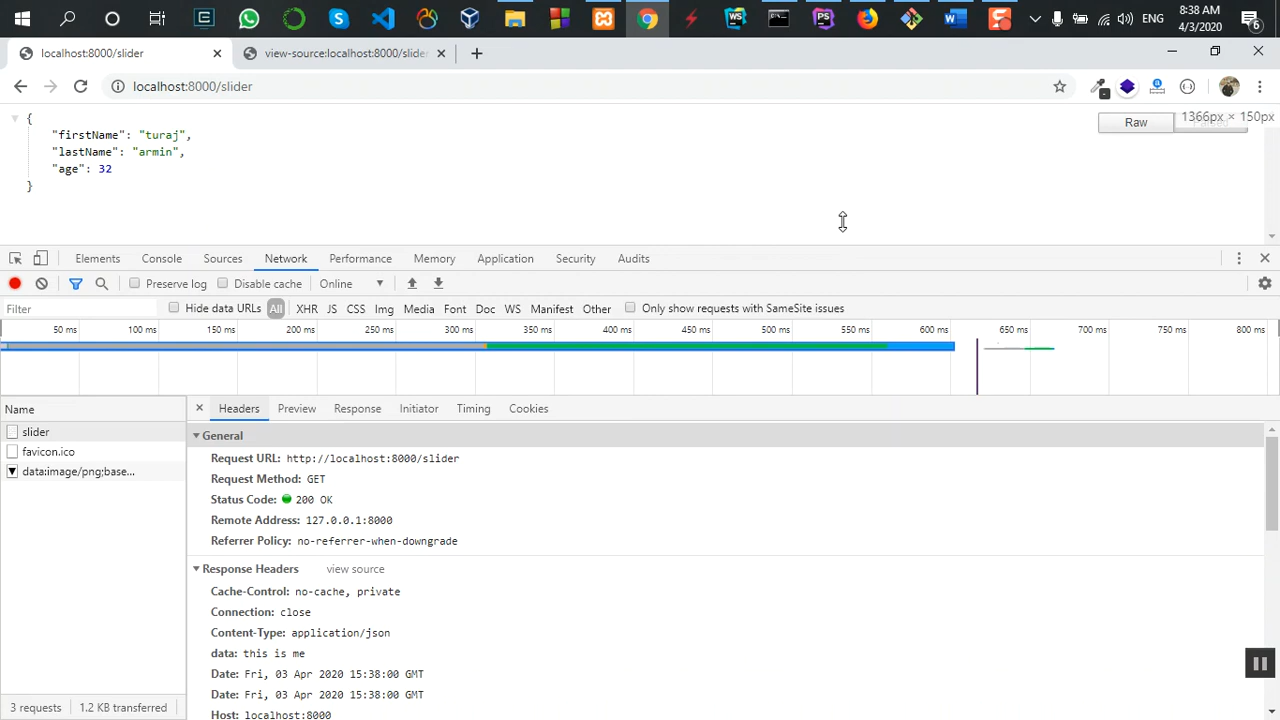 8:38 AM
ENG
4/3/2020
6
localhost:8000/slider
view-source:localhost:8000/slide
localhost:8000/slider
{
"firstName": "turaj",
"lastName": "armin",
"age": 32
}
Raw
1366px × 150px
Elements Console Sources Network Performance Memory Application Security Audits
Preserve log Disable cache Online
Filter Hide data URLs All XHR JS CSS Img Media Font Doc WS Manifest Other Only show requests with SameSite issues
50 ms 100 ms 150 ms 200 ms 250 ms 300 ms 350 ms 400 ms 450 ms 500 ms 550 ms 600 ms 650 ms 700 ms 750 ms 800 ms
Name
Headers Preview Response Initiator Timing Cookies
slider
favicon.ico
data:image/png;base...
General
Request URL: http://localhost:8000/slider
Request Method: GET
Status Code: 200 OK
Remote Address: 127.0.0.1:8000
Referrer Policy: no-referrer-when-downgrade
Response Headers view source
Cache-Control: no-cache, private
Connection: close
Content-Type: application/json
data: this is me
Date: Fri, 03 Apr 2020 15:38:00 GMT
Date: Fri, 03 Apr 2020 15:38:00 GMT
Host: localhost:8000
3 requests 1.2 KB transferred